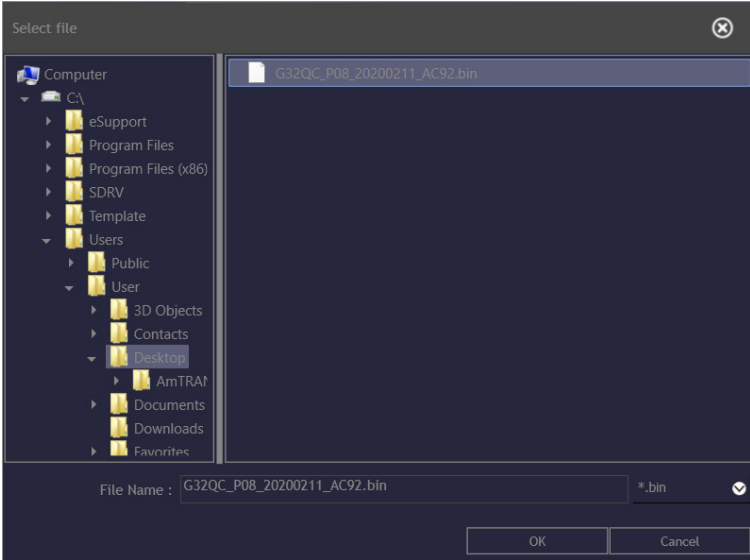 Select file
Computer
C:\
eSupport
Program Files
Program Files (x86)
SDRV
Template
Users
Public
User
3D Objects
Contacts
Desktop
AmTRAN
Documents
Downloads
Favorites
G32QC_P08_20200211_AC92.bin
File Name : G32QC_P08_20200211_AC92.bin *.bin
OK Cancel